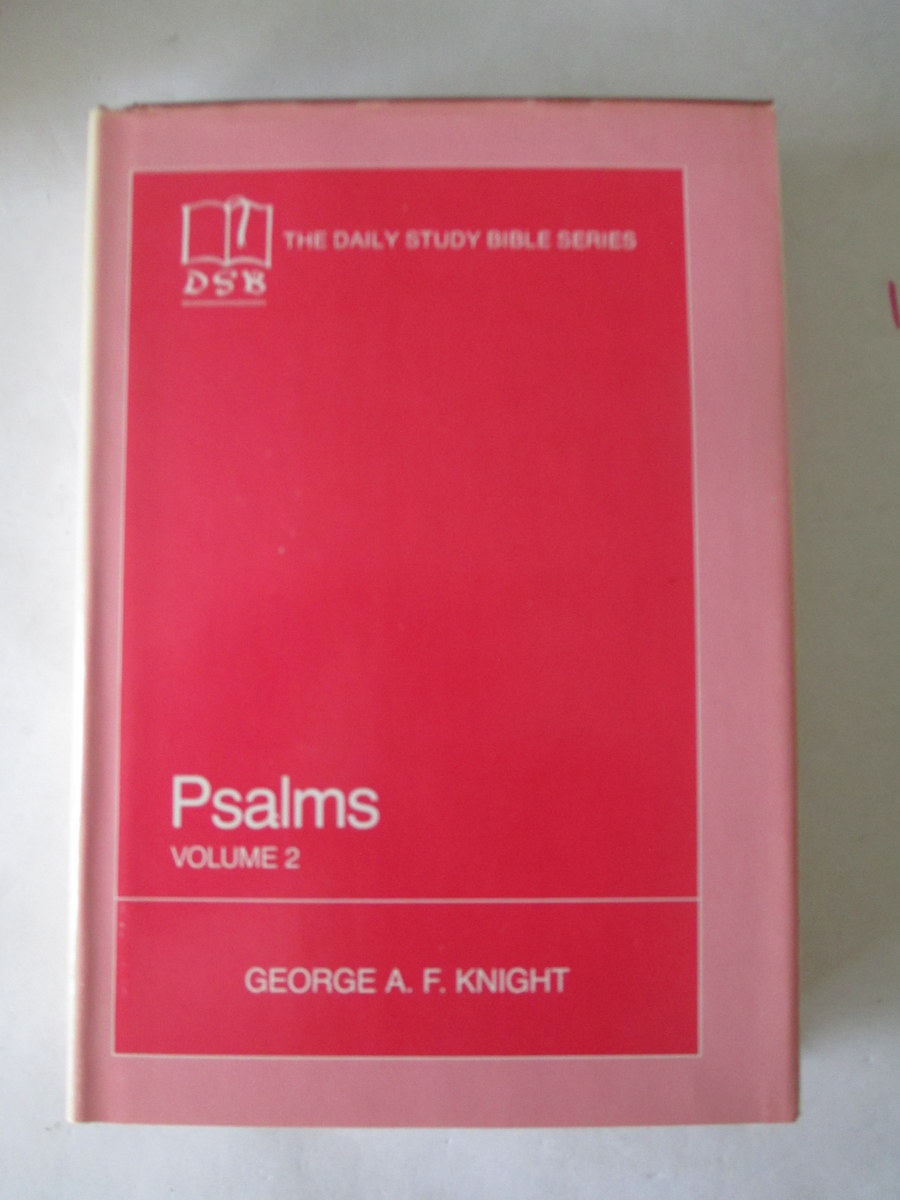 THE DAILY STUDY BIBLE SERIES
DSB
Psalms
VOLUME 2
GEORGE A. F. KNIGHT